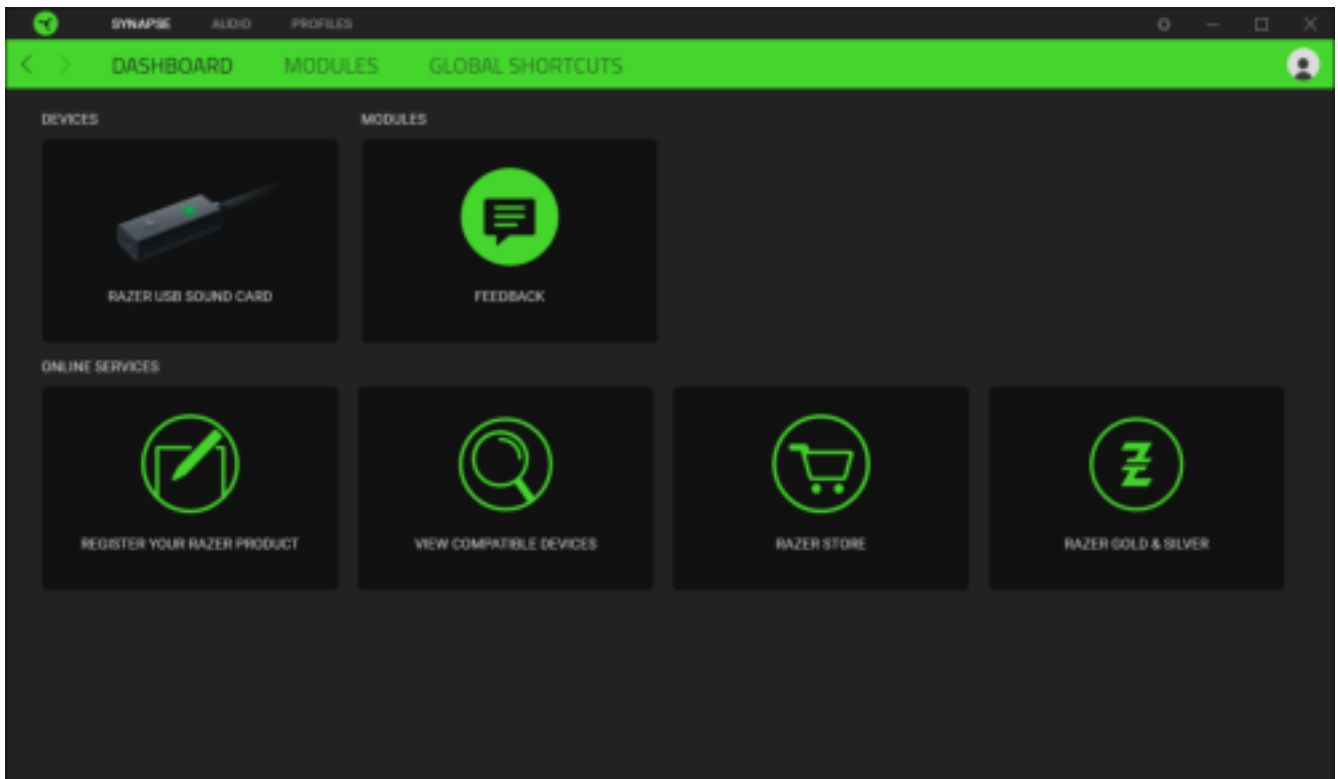 SYNAPSE AUDIO PROFILES
DASHBOARD MODULES GLOBAL SHORTCUTS
DEVICES MODULES
RAZER USB SOUND CARD FEEDBACK
ONLINE SERVICES
REGISTER YOUR RAZER PRODUCT VIEW COMPATIBLE DEVICES RAZER STORE RAZER GOLD & SILVER